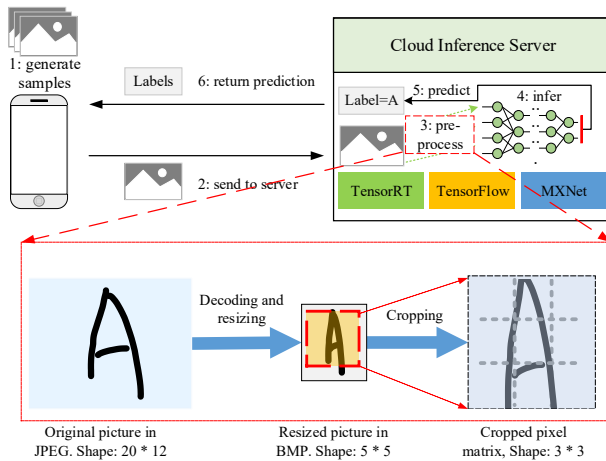 Cloud Inference Server
1: generate
samples
Labels
6: return prediction
2: send to server
Label=A
5: predict
4: infer
3: pre-
process
TensorRT
TensorFlow
MXNet
A
Decoding and
resizing
A
Cropping
A
Original picture in
JPEG. Shape: 20 * 12
Resized picture in
BMP. Shape: 5 * 5
Cropped pixel
matrix, Shape: 3 * 3